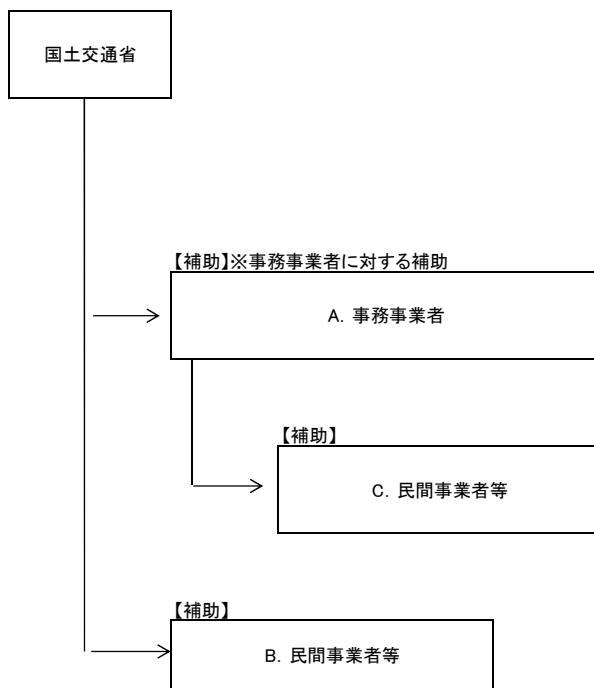 国土交通省
【補助】※事務事業者に対する補助
A. 事務事業者
【補助】
C. 民間事業者等
【補助】
B. 民間事業者等